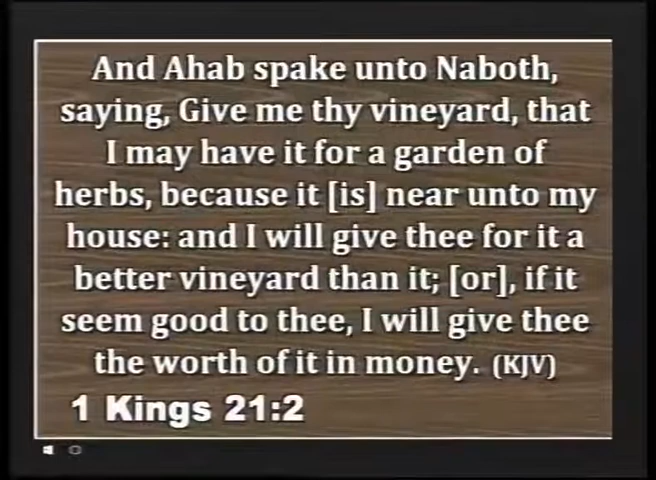 And Ahab spake unto Naboth,
saying, Give me thy vineyard, that
I may have it for a garden of
herbs, because it [is] near unto my
house: and I will give thee for it a
better vineyard than it; [or], if it
seem good to thee, I will give thee
the worth of it in money. (KJV)
1 Kings 21:2